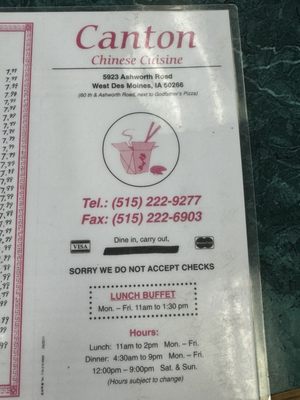 Canton
Chinese Cuisine
5923 Ashworth Road
West Des Moines, IA 50266
(60 th & Ashworth Road, next to Godfather's Pizza)
Tel.: (515) 222-9277
Fax: (515) 222-6903
VISA
Dine in, carry out,
SORRY WE DO NOT ACCEPT CHECKS
LUNCH BUFFET
Mon. – Fri. 11am to 1:30 pm
Hours:
Lunch: 11am to 2pm Mon. – Fri.
Dinner: 4:30am to 9pm Mon. – Fri.
12:00pm – 9:00pm Sat. & Sun.
(Hours subject to change)